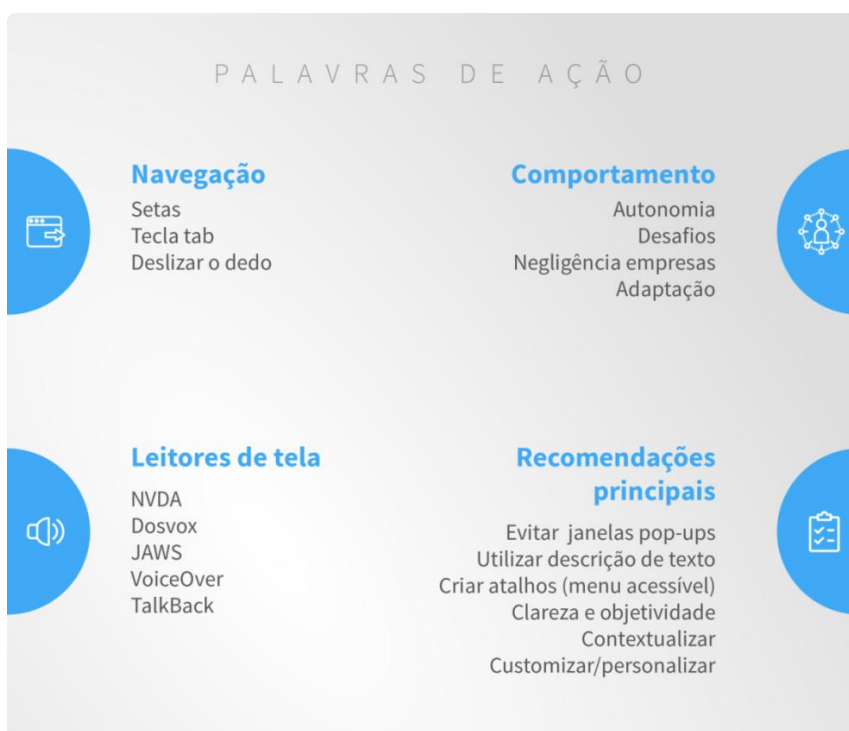 PALAVRAS DE AÇÃO
Navegação
Setas
Tecla tab
Deslizar o dedo
Comportamento
Autonomia
Desafios
Negligência empresas
Adaptação
Leitores de tela
NVDA
Dosvox
JAWS
VoiceOver
TalkBack
Recomendações
principais
Evitar janelas pop-ups
Utilizar descrição de texto
Criar atalhos (menu acessível)
Clareza e objetividade
Contextualizar
Customizar/personalizar